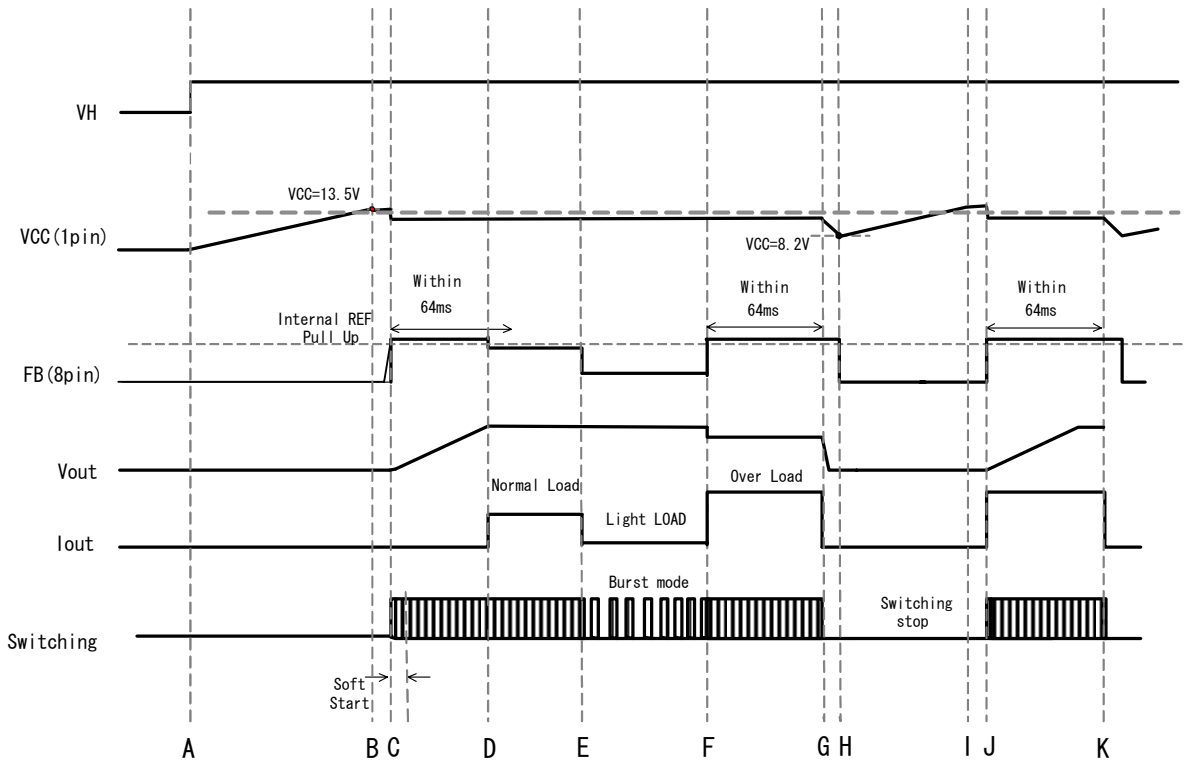 VH
VCC=13.5V
VCC(1pin)
VCC=8.2V
Within
64ms
Within
64ms
Within
64ms
Internal REF
Pull Up
FB(8pin)
Vout
Normal Load
Over Load
Light LOAD
Iout
Burst mode
Switching
stop
Switching
Soft
Start
A B C D E F G H I J K